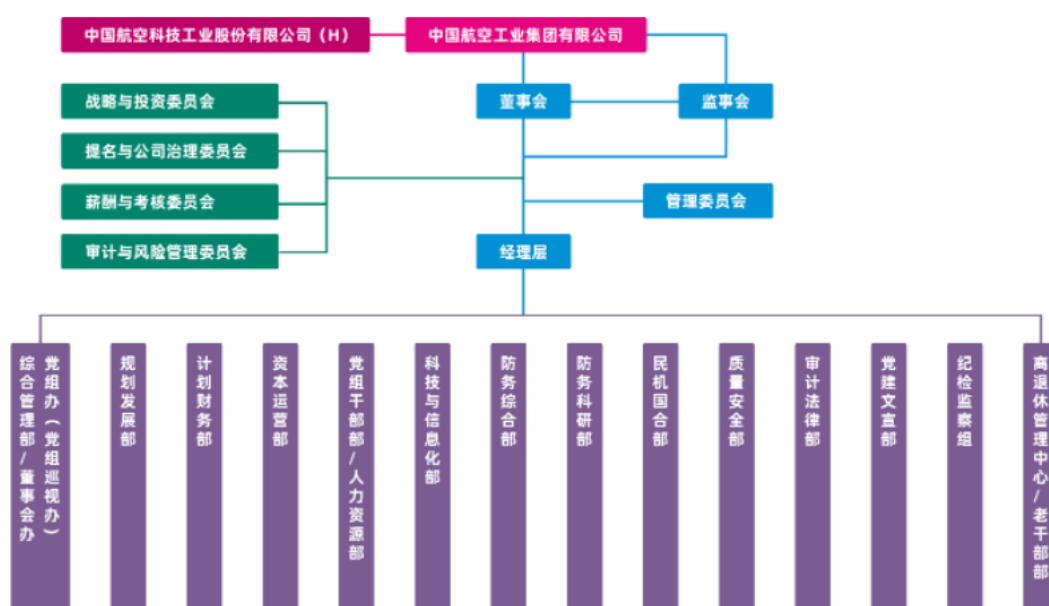 中国航空科技工业股份有限公司（H）
中国航空工业集团有限公司
战略与投资委员会
董事会
监事会
提名与公司治理委员会
薪酬与考核委员会
管理委员会
审计与风险管理委员会
经理层
综合管理部/董事会办
党组办（党组巡视办）
规划发展部
计划财务部
资本运营部
党组干部部/人力资源部
科技与信息化部
防务综合部
防务科研部
民机国合部
质量安全部
审计法律部
党建文宣部
纪检监察组
离退休管理中心/老干部部